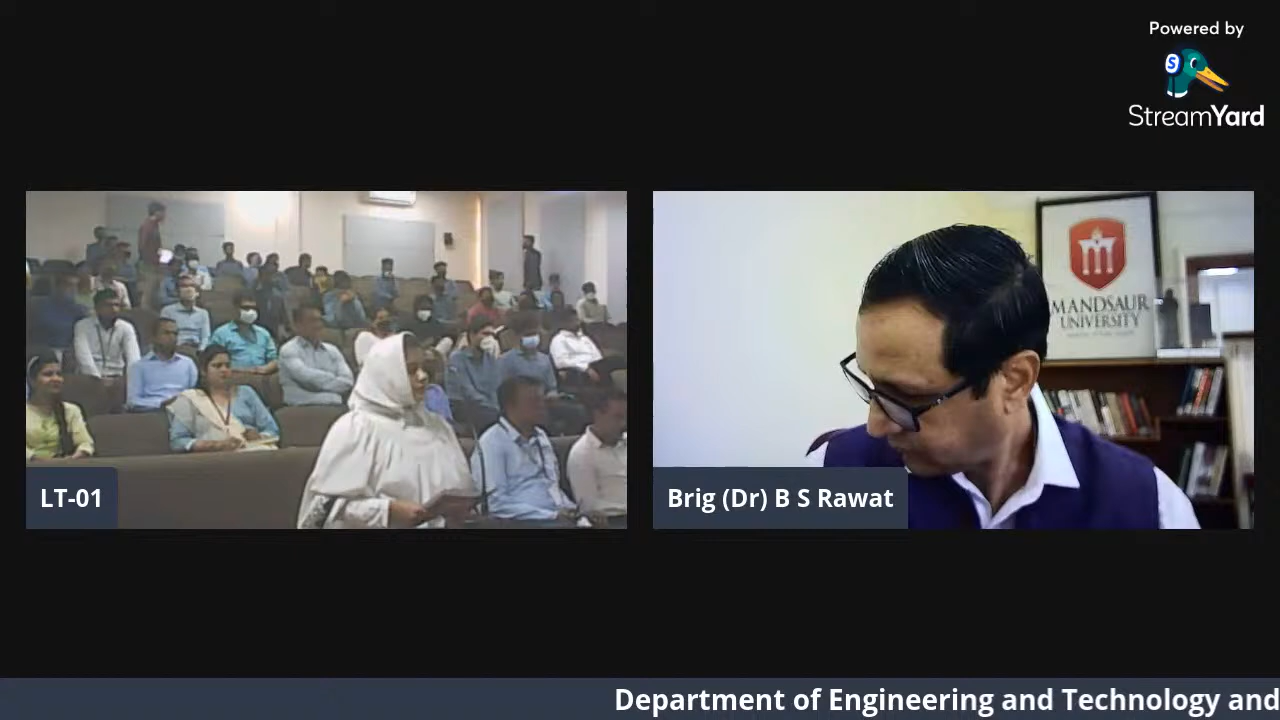 Powered by
StreamYard
MANDSAUR
UNIVERSITY
LT-01
Brig (Dr) B S Rawat
Department of Engineering and Technology and